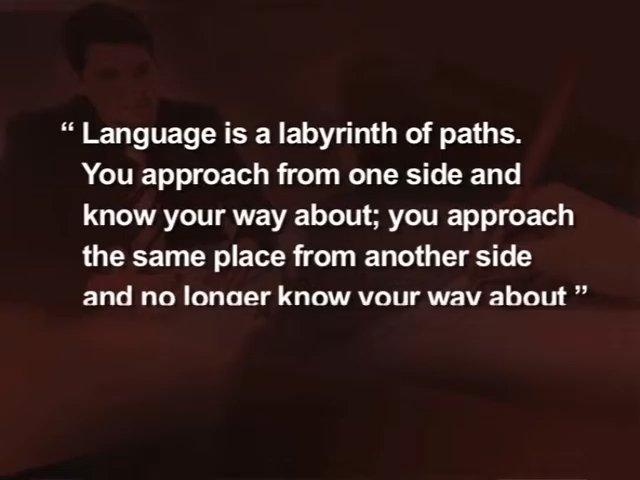 “ Language is a labyrinth of paths.
You approach from one side and
know your way about; you approach
the same place from another side
and no longer know your way about ”